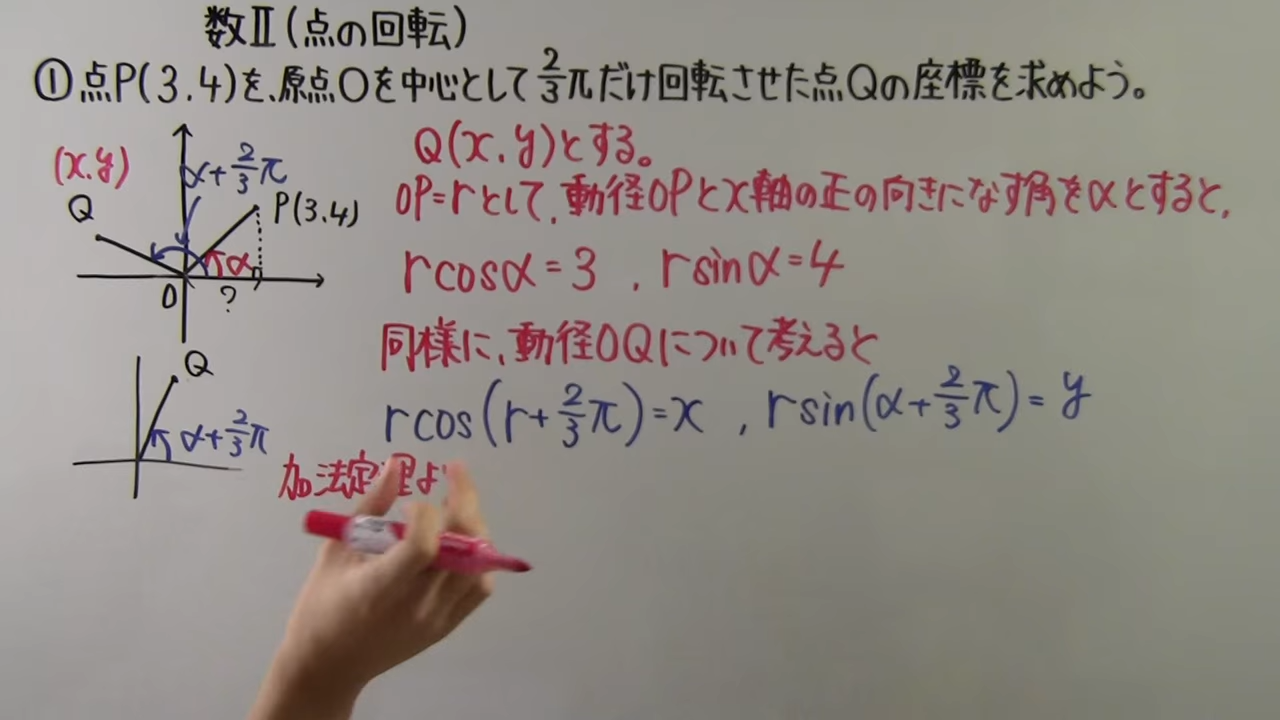 数Ⅱ(点の回転)
①点P(3.4)を、原点Oを中心として2/3πだけ回転させた点Qの座標を求めよう。
Q(x,y)とする。
OP=rとして、動径OPとx軸の正の向きになす角をαとすると,
rcosα=3 , rsinα=4
同様に、動径OQについて考えると
rcos(r+2/3π)=x , rsin(α+2/3π)=y
加法定理よ
(x.y)
α+2/3π
Q
P(3.4)
α
O
?
Q
α+2/3π